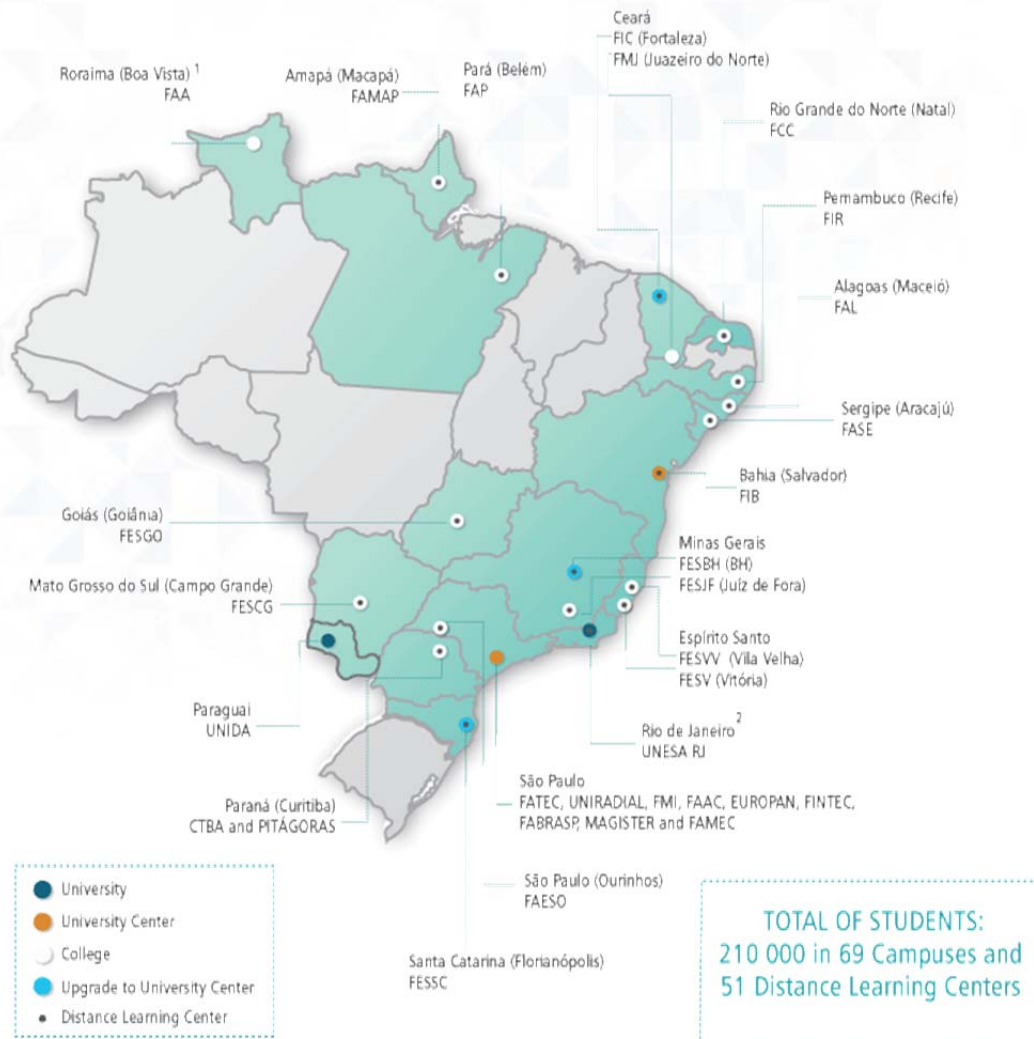 Ceará
FIC (Fortaleza)
FMJ (Juazeiro do Norte)
Roraima (Boa Vista) 1
FAA
Amapá (Macapá)
FAMAP
Pará (Belém)
FAP
Rio Grande do Norte (Natal)
FCC
Pernambuco (Recife)
FIR
Alagoas (Maceió)
FAL
Sergipe (Aracajú)
FASE
Bahia (Salvador)
FIB
Goiás (Goiânia)
FESGO
Minas Gerais
FESBH (BH)
FESJF (Juíz de Fora)
Mato Grosso do Sul (Campo Grande)
FESCG
Espírito Santo
FESVV (Vila Velha)
FESV (Vitória)
Paraguai
UNIDA
Rio de Janeiro 2
UNESA RJ
São Paulo
FATEC, UNIRADIAL, FMI, FAAC, EUROPAN, FINTEC,
FABRASP, MAGISTER and FAMEC
Paraná (Curitiba)
CTBA and PITÁGORAS
São Paulo (Ourinhos)
FAESO
Santa Catarina (Florianópolis)
FESSC
University
University Center
College
Upgrade to University Center
Distance Learning Center
TOTAL OF STUDENTS:
210 000 in 69 Campuses and
51 Distance Learning Centers